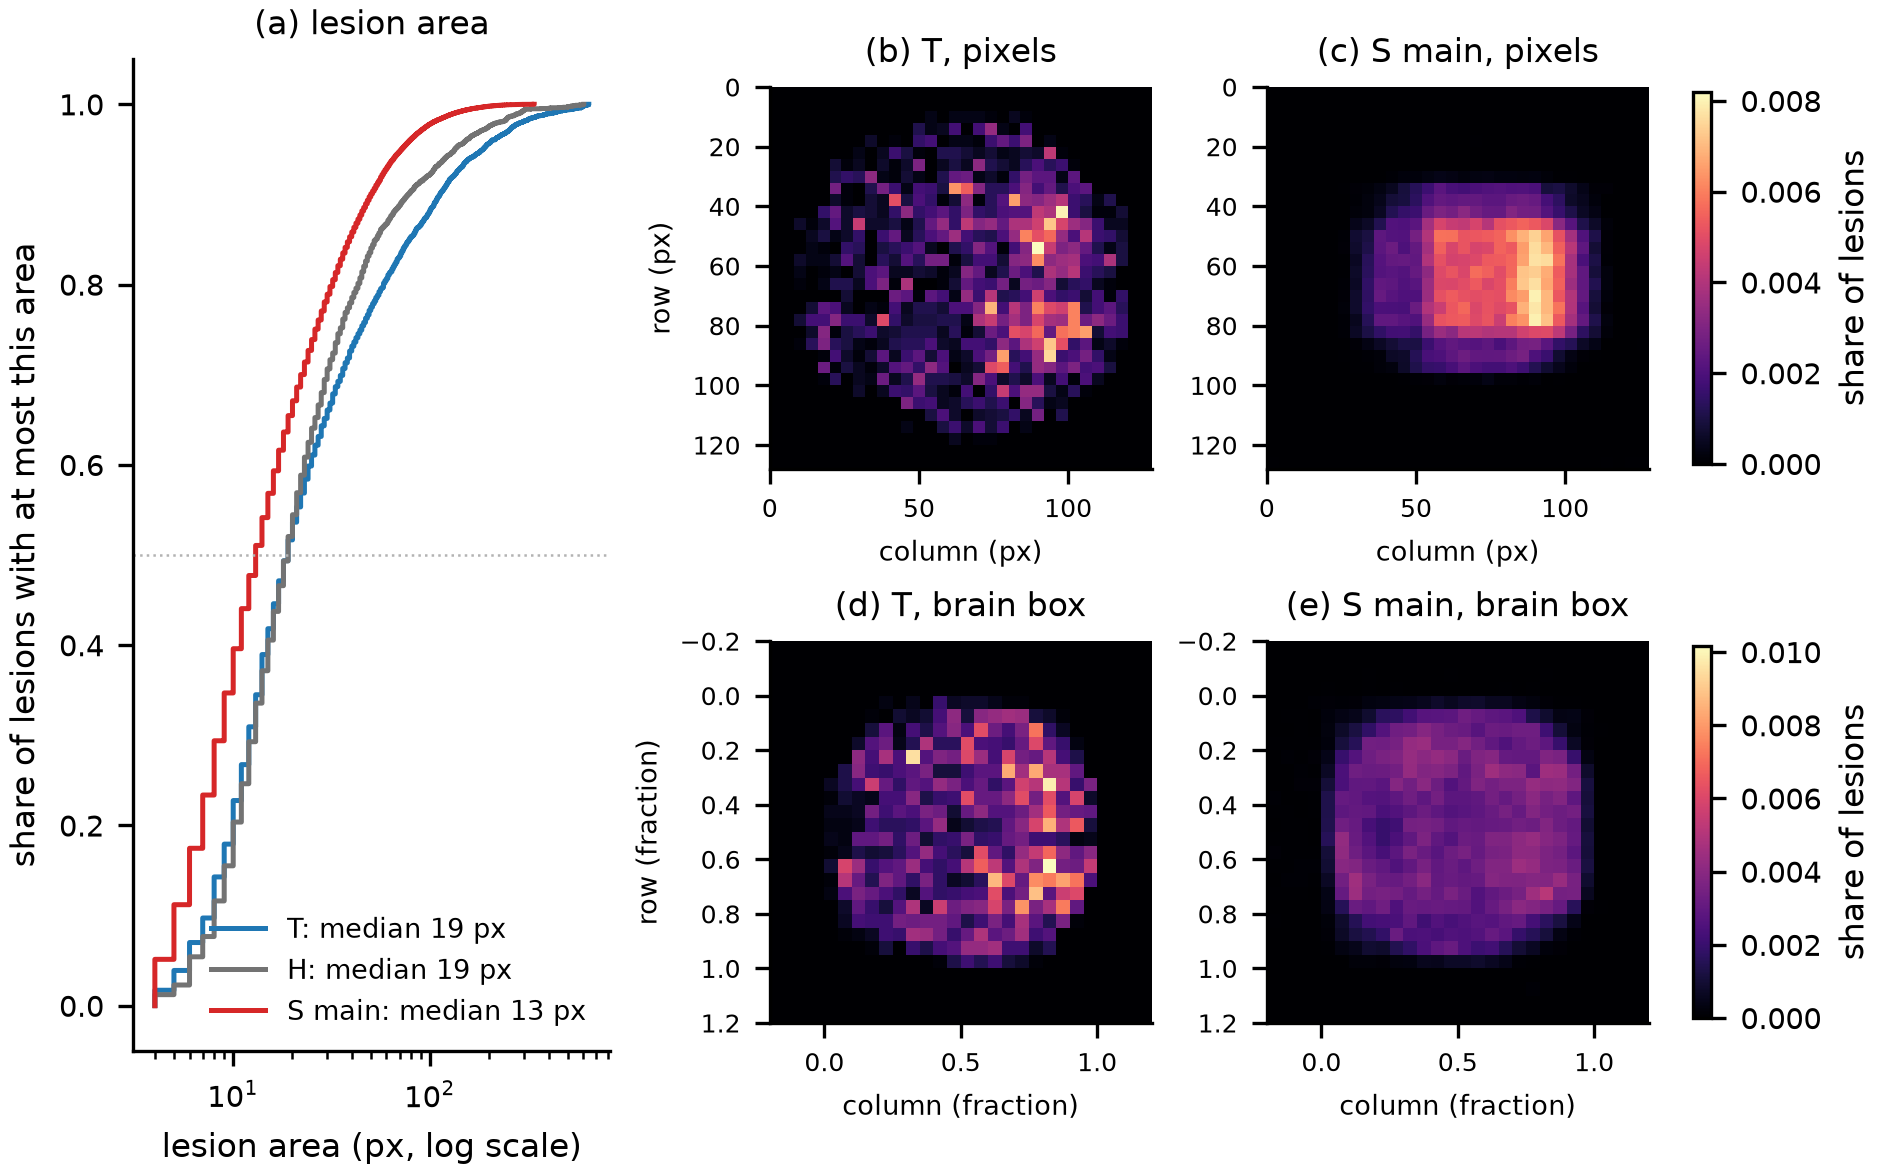 (a) lesion area
share of lesions with at most this area
1.0
0.8
0.6
0.4
0.2
0.0
T: median 19 px
H: median 19 px
S main: median 13 px
10¹ 10²
lesion area (px, log scale)
(b) T, pixels
row (px)
0
20
40
60
80
100
120
0 50 100
column (px)
(c) S main, pixels
0
20
40
60
80
100
120
0 50 100
column (px)
0.008
0.006
0.004
0.002
0.000
share of lesions
(d) T, brain box
row (fraction)
−0.2
0.0
0.2
0.4
0.6
0.8
1.0
1.2
0.0 0.5 1.0
column (fraction)
(e) S main, brain box
−0.2
0.0
0.2
0.4
0.6
0.8
1.0
1.2
0.0 0.5 1.0
column (fraction)
0.010
0.008
0.006
0.004
0.002
0.000
share of lesions